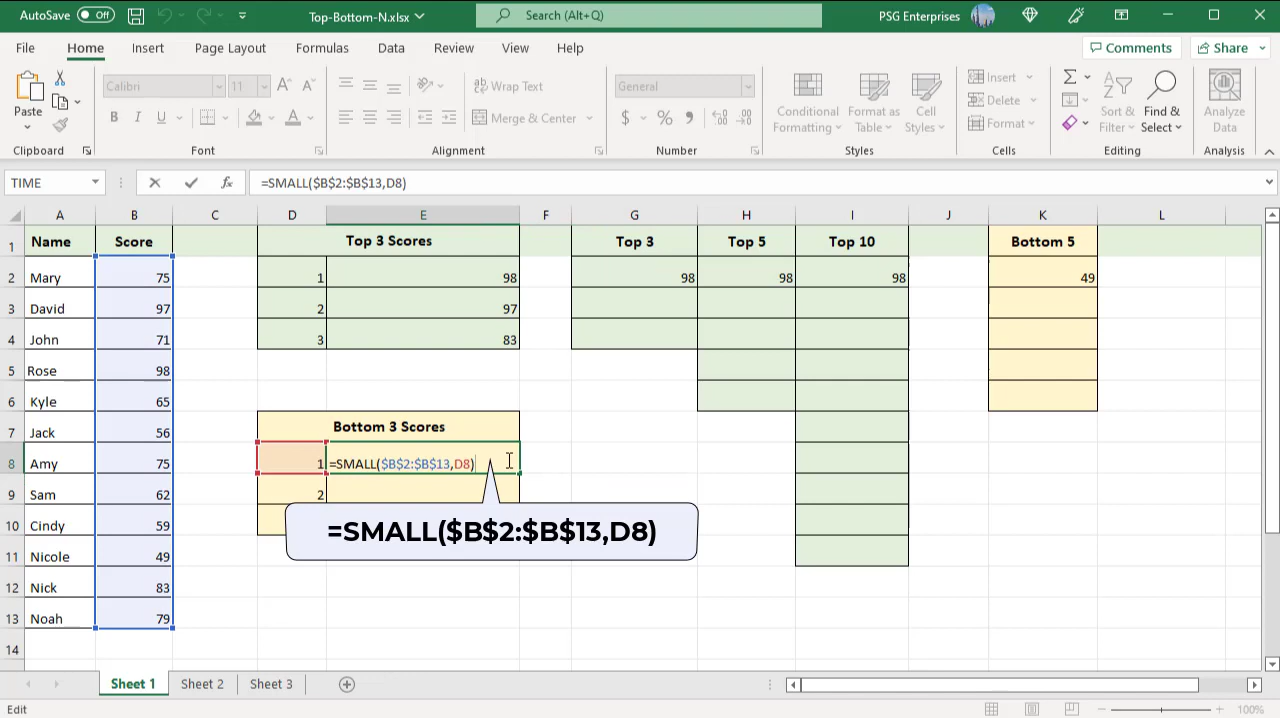 AutoSave Off Top-Bottom-N.xlsx Search (Alt+Q) PSG Enterprises
File Home Insert Page Layout Formulas Data Review View Help Comments Share
Calibri 11 Wrap Text General Insert
Paste Conditional Format as Cell Delete Sort & Find & Analyze
B I U Merge & Center $ % Formatting Table Styles Format Filter Select Data
Clipboard Font Alignment Number Styles Cells Editing Analysis
TIME fx =SMALL($B$2:$B$13,D8)
A B C D E F G H I J K L
1 Name Score Top 3 Scores Top 3 Top 5 Top 10 Bottom 5
2 Mary 75 1 98 98 98 98 49
3 David 97 2 97
4 John 71 3 83
5 Rose 98
6 Kyle 65
7 Jack 56 Bottom 3 Scores
8 Amy 75 1 =SMALL($B$2:$B$13,D8)
9 Sam 62 2
10 Cindy 59 =SMALL($B$2:$B$13,D8)
11 Nicole 49
12 Nick 83
13 Noah 79
14
Sheet 1 Sheet 2 Sheet 3
Edit 100%